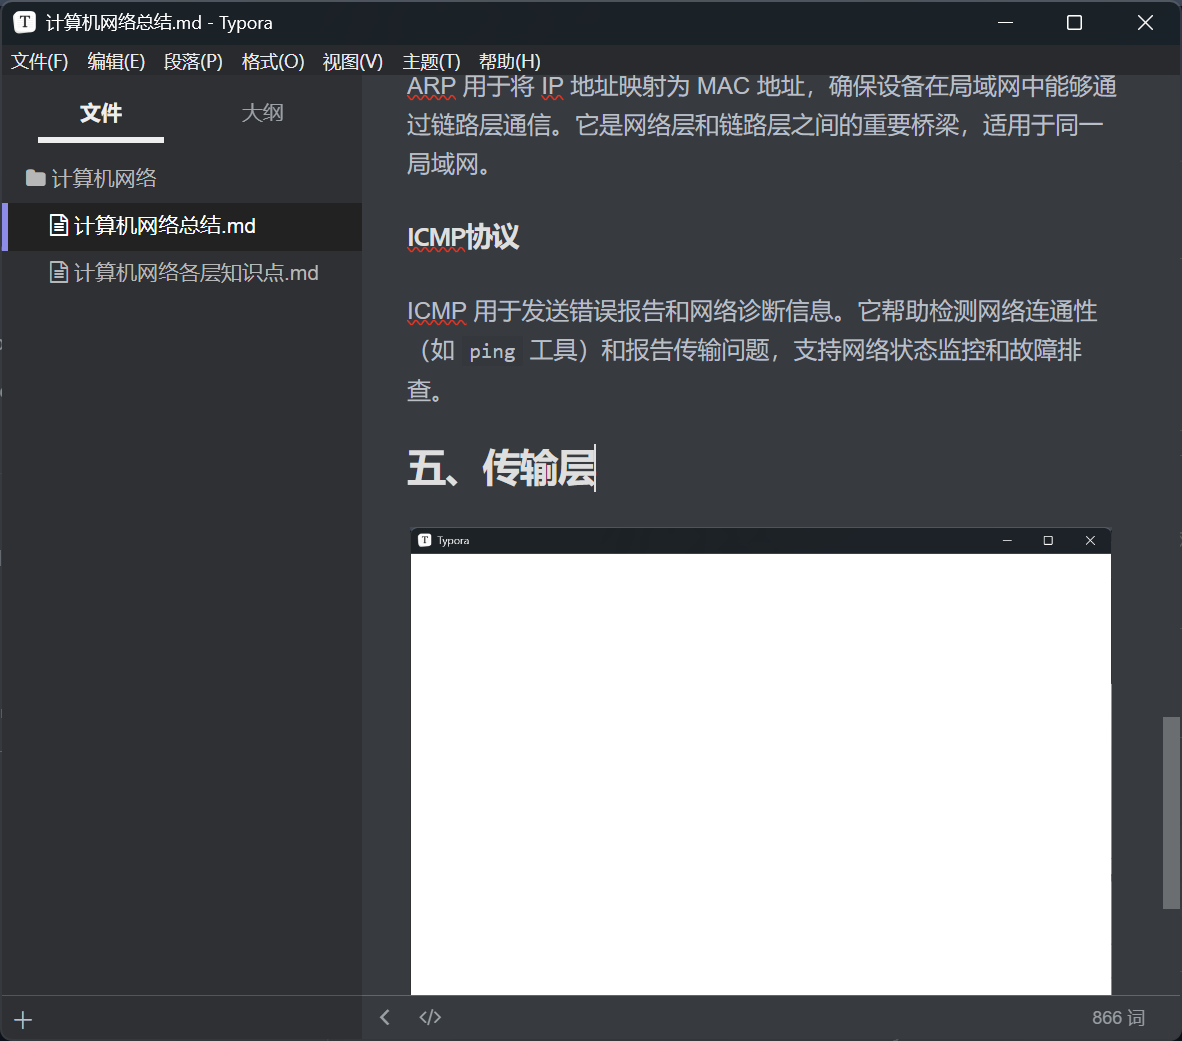 T 计算机网络总结.md - Typora
文件(F) 编辑(E) 段落(P) 格式(O) 视图(V) 主题(T) 帮助(H)
文件 大纲
计算机网络
计算机网络总结.md
计算机网络各层知识点.md
ARP 用于将 IP 地址映射为 MAC 地址，确保设备在局域网中能够通
过链路层通信。它是网络层和链路层之间的重要桥梁，适用于同一
局域网。
ICMP协议
ICMP 用于发送错误报告和网络诊断信息。它帮助检测网络连通性
（如 ping 工具）和报告传输问题，支持网络状态监控和故障排
查。
五、传输层
T Typora
</>
866 词